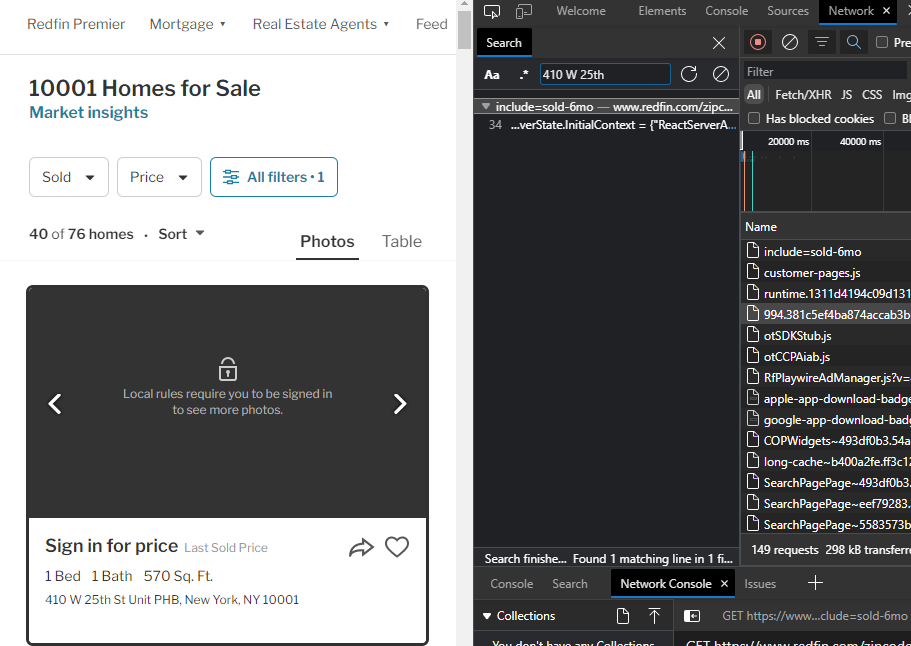 Redfin Premier Mortgage Real Estate Agents Feed
10001 Homes for Sale
Market insights
Sold Price All filters • 1
40 of 76 homes • Sort
Photos Table
Local rules require you to be signed in
to see more photos.
Sign in for price Last Sold Price
1 Bed 1 Bath 570 Sq. Ft.
410 W 25th St Unit PHB, New York, NY 10001
Welcome Elements Console Sources Network
Search
Aa .* 410 W 25th
include=sold-6mo — www.redfin.com/zipc...
34 ...verState.InitialContext = {"ReactServerA...
Search finishe... Found 1 matching line in 1 fi...
Pre
Filter
All Fetch/XHR JS CSS Img
Has blocked cookies Bl
20000 ms 40000 ms
Name
include=sold-6mo
customer-pages.js
runtime.1311d4194c09d131
994.381c5ef4ba874accab3b
otSDKStub.js
otCCPAiab.js
RfPlaywireAdManager.js?v=
apple-app-download-badge
google-app-download-badg
COPWidgets~493df0b3.54a
long-cache~b400a2fe.ff3c12
SearchPagePage~493df0b3.
SearchPagePage~eef79283.
SearchPagePage~5583573b
149 requests 298 kB transferre
Console Search Network Console Issues
Collections
GET https://www...clude=sold-6mo
You don't have any Collections
GET https://www.redfin.com/zipcode